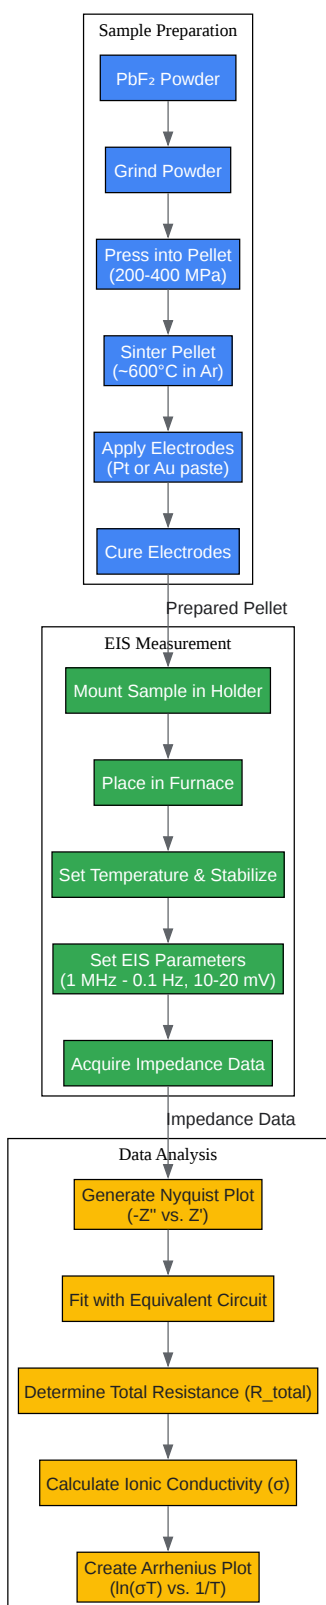 Sample Preparation
PbF₂ Powder
Grind Powder
Press into Pellet
(200-400 MPa)
Sinter Pellet
(~600°C in Ar)
Apply Electrodes
(Pt or Au paste)
Cure Electrodes
Prepared Pellet
EIS Measurement
Mount Sample in Holder
Place in Furnace
Set Temperature & Stabilize
Set EIS Parameters
(1 MHz - 0.1 Hz, 10-20 mV)
Acquire Impedance Data
Impedance Data
Data Analysis
Generate Nyquist Plot
(-Z'' vs. Z')
Fit with Equivalent Circuit
Determine Total Resistance (R_total)
Calculate Ionic Conductivity (σ)
Create Arrhenius Plot
(ln(σT) vs. 1/T)